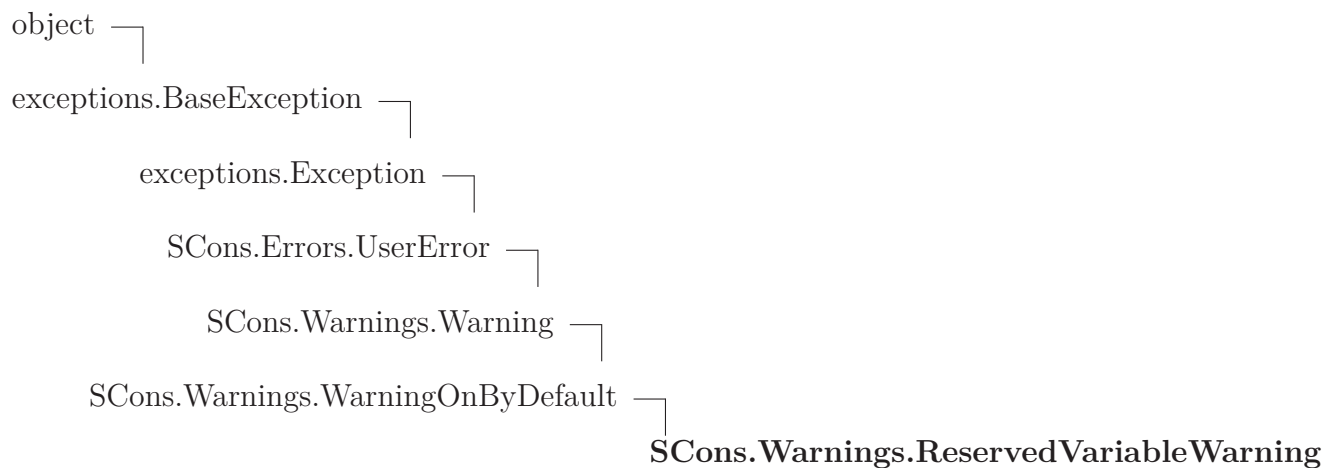 object
exceptions.BaseException
exceptions.Exception
SCons.Errors.UserError
SCons.Warnings.Warning
SCons.Warnings.WarningOnByDefault
SCons.Warnings.ReservedVariableWarning